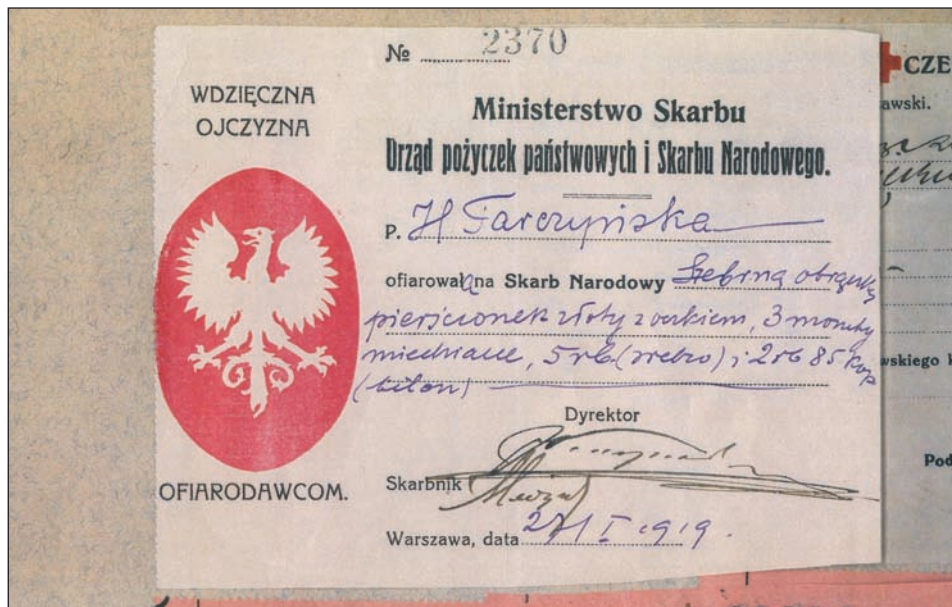 № 2370
WDZIĘCZNA
OJCZYZNA
Ministerstwo Skarbu
Urząd pożyczek państwowych i Skarbu Narodowego.
P. H Tarczyńska
ofiarowała na Skarb Narodowy Srebrną obrączkę
pierścionek złoty z oczkiem, 3 monety
miedziane, 5 rb (srebro) i 2 rb 85 kop
(bilon)
Dyrektor
Skarbnik
OFIARODAWCOM.
Warszawa, data 27/I 1919.
CZE
awski.
wskiego k
Pod